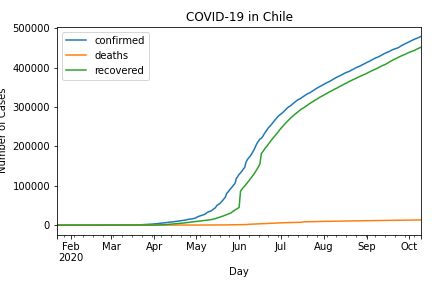 COVID-19 in Chile
confirmed
deaths
recovered
500000
400000
300000
200000
100000
0
Number of Cases
Feb Mar Apr May Jun Jul Aug Sep Oct
2020
Day